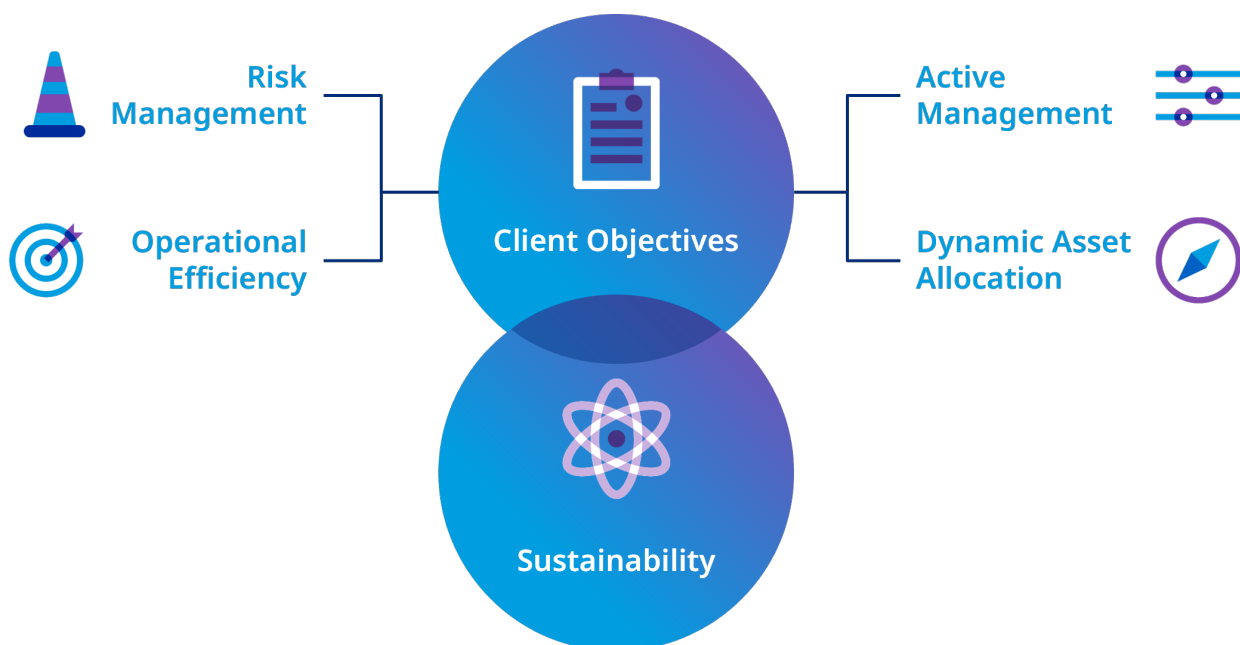 Risk
Management
Operational
Efficiency
Client Objectives
Active
Management
Dynamic Asset
Allocation
Sustainability